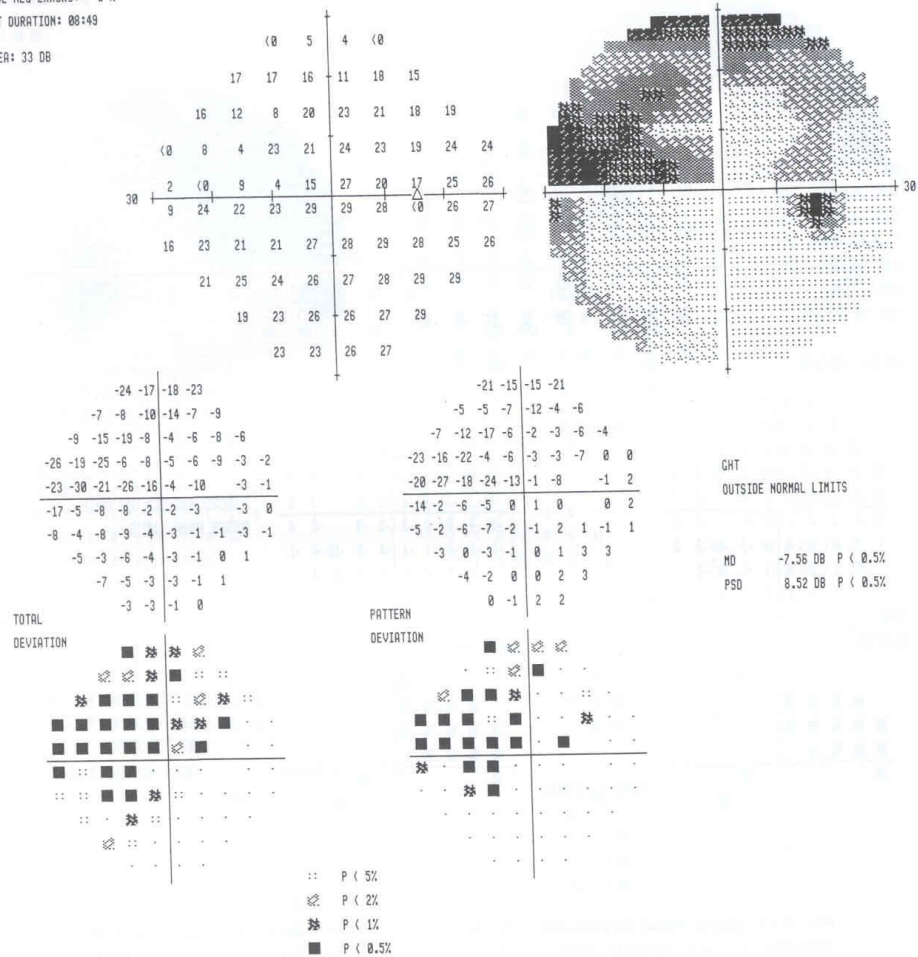 T DURATION: 08:49
EA: 33 DB
<0 5 4 <0
17 17 16 11 18 15
16 12 8 20 23 21 18 19
<0 8 4 23 21 24 23 19 24 24
2 <0 9 4 15 27 20 17 25 26
30 30
9 24 22 23 29 29 28 <0 26 27
16 23 21 21 27 28 29 28 25 26
21 25 24 26 27 28 29 29
19 23 26 26 27 29
23 23 26 27
-24 -17 -18 -23
-7 -8 -10 -14 -7 -9
-9 -15 -19 -8 -4 -6 -8 -6
-26 -19 -25 -6 -8 -5 -6 -9 -3 -2
-23 -30 -21 -26 -16 -4 -10 -3 -1
-17 -5 -8 -8 -2 -2 -3 -3 0
-8 -4 -8 -9 -4 -3 -1 -1 -3 -1
-5 -3 -6 -4 -3 -1 0 1
-7 -5 -3 -3 -1 1
-3 -3 -1 0
TOTAL
DEVIATION
-21 -15 -15 -21
-5 -5 -7 -12 -4 -6
-7 -12 -17 -6 -2 -3 -6 -4
-23 -16 -22 -4 -6 -3 -3 -7 0 0
-20 -27 -18 -24 -13 -1 -8 -1 2
-14 -2 -6 -5 0 1 0 0 2
-5 -2 -6 -7 -2 -1 2 1 -1 1
-3 0 -3 -1 0 1 3 3
-4 -2 0 0 2 3
0 -1 2 2
PATTERN
DEVIATION
GHT
OUTSIDE NORMAL LIMITS
MD -7.56 DB P < 0.5%
PSD 8.52 DB P < 0.5%
:: P < 5%
P < 2%
P < 1%
P < 0.5%